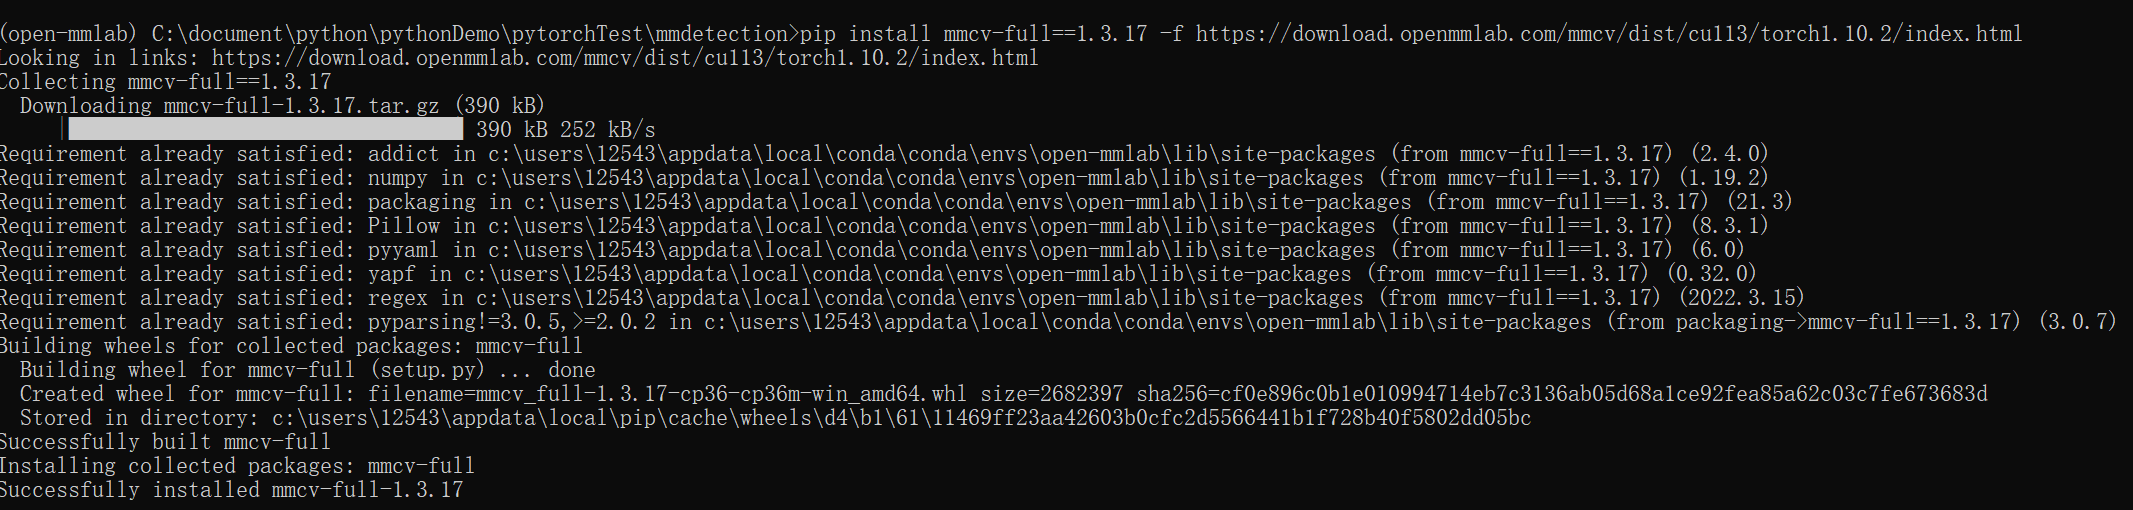 (open-mmlab) C:\document\python\pythonDemo\pytorchTest\mmdetection>pip install mmcv-full==1.3.17 -f https://download.openmmlab.com/mmcv/dist/cu113/torch1.10.2/index.html
Looking in links: https://download.openmmlab.com/mmcv/dist/cu113/torch1.10.2/index.html
Collecting mmcv-full==1.3.17
  Downloading mmcv-full-1.3.17.tar.gz (390 kB)
     |████████████████████████████████| 390 kB 252 kB/s
Requirement already satisfied: addict in c:\users\12543\appdata\local\conda\conda\envs\open-mmlab\lib\site-packages (from mmcv-full==1.3.17) (2.4.0)
Requirement already satisfied: numpy in c:\users\12543\appdata\local\conda\conda\envs\open-mmlab\lib\site-packages (from mmcv-full==1.3.17) (1.19.2)
Requirement already satisfied: packaging in c:\users\12543\appdata\local\conda\conda\envs\open-mmlab\lib\site-packages (from mmcv-full==1.3.17) (21.3)
Requirement already satisfied: Pillow in c:\users\12543\appdata\local\conda\conda\envs\open-mmlab\lib\site-packages (from mmcv-full==1.3.17) (8.3.1)
Requirement already satisfied: pyyaml in c:\users\12543\appdata\local\conda\conda\envs\open-mmlab\lib\site-packages (from mmcv-full==1.3.17) (6.0)
Requirement already satisfied: yapf in c:\users\12543\appdata\local\conda\conda\envs\open-mmlab\lib\site-packages (from mmcv-full==1.3.17) (0.32.0)
Requirement already satisfied: regex in c:\users\12543\appdata\local\conda\conda\envs\open-mmlab\lib\site-packages (from mmcv-full==1.3.17) (2022.3.15)
Requirement already satisfied: pyparsing!=3.0.5,>=2.0.2 in c:\users\12543\appdata\local\conda\conda\envs\open-mmlab\lib\site-packages (from packaging->mmcv-full==1.3.17) (3.0.7)
Building wheels for collected packages: mmcv-full
  Building wheel for mmcv-full (setup.py) ... done
  Created wheel for mmcv-full: filename=mmcv_full-1.3.17-cp36-cp36m-win_amd64.whl size=2682397 sha256=cf0e896c0b1e010994714eb7c3136ab05d68a1ce92fea85a62c03c7fe673683d
  Stored in directory: c:\users\12543\appdata\local\pip\cache\wheels\d4\b1\61\11469ff23aa42603b0cfc2d5566441b1f728b40f5802dd05bc
Successfully built mmcv-full
Installing collected packages: mmcv-full
Successfully installed mmcv-full-1.3.17